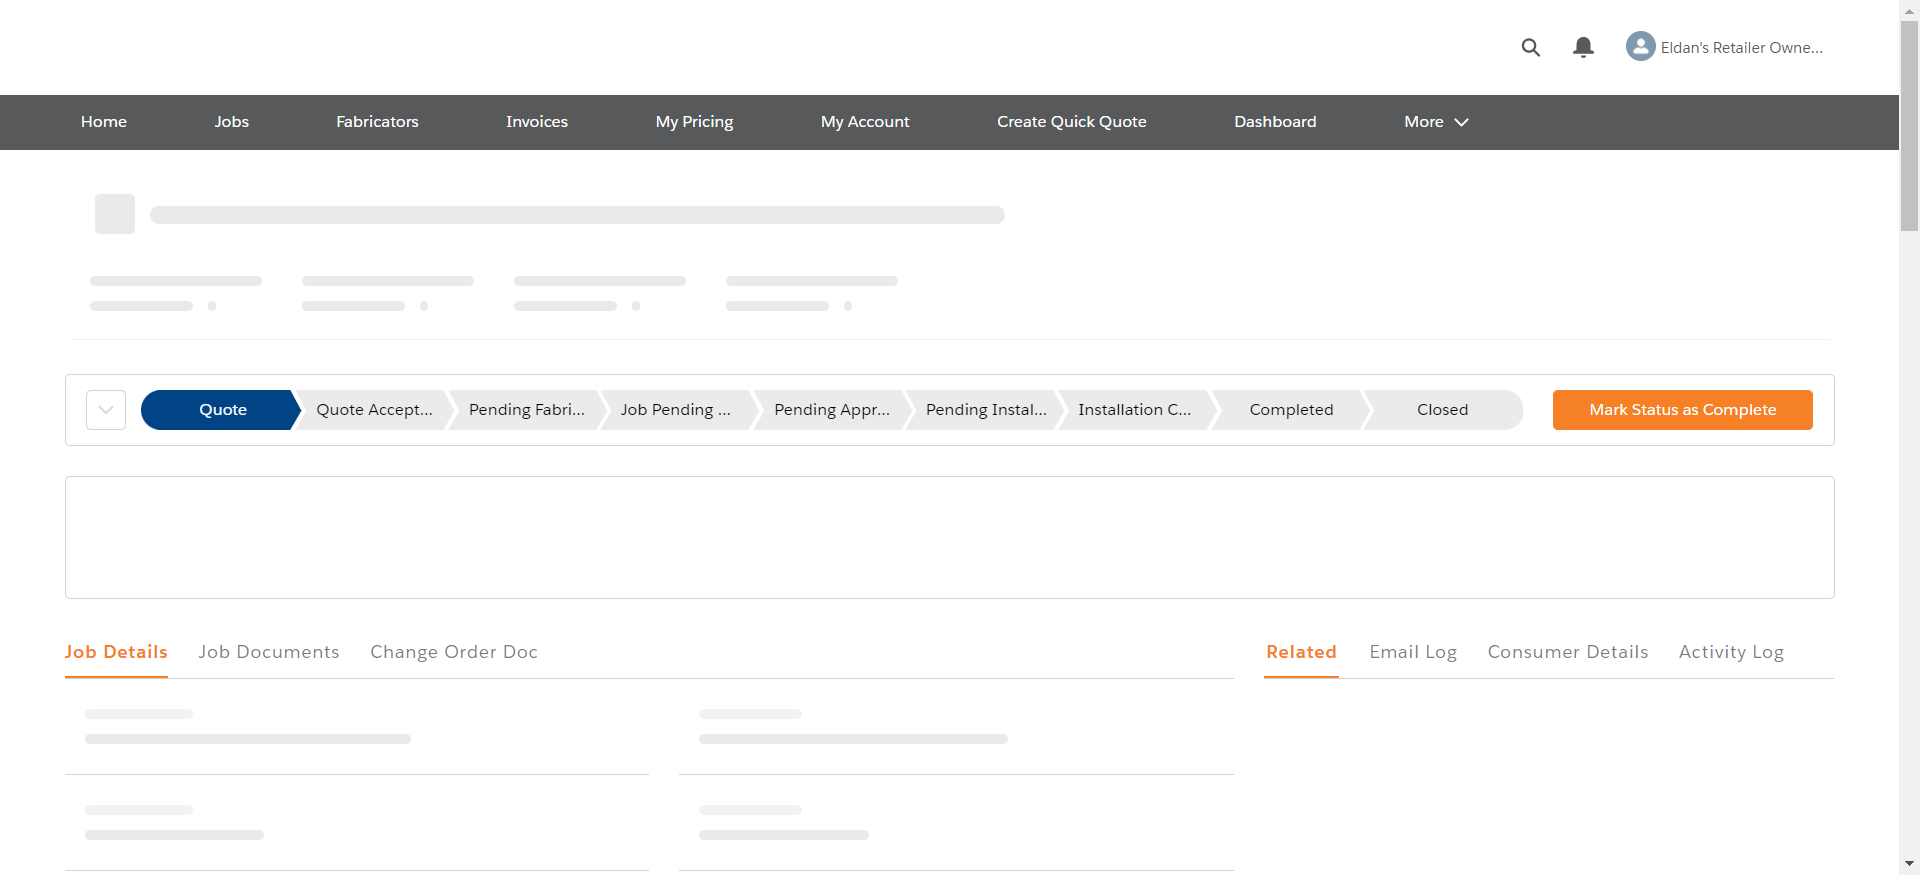 Eldan's Retailer Owne...
Home Jobs Fabricators Invoices My Pricing My Account Create Quick Quote Dashboard More
Quote Quote Accept... Pending Fabri... Job Pending ... Pending Appr... Pending Instal... Installation C... Completed Closed Mark Status as Complete
Job Details Job Documents Change Order Doc Related Email Log Consumer Details Activity Log